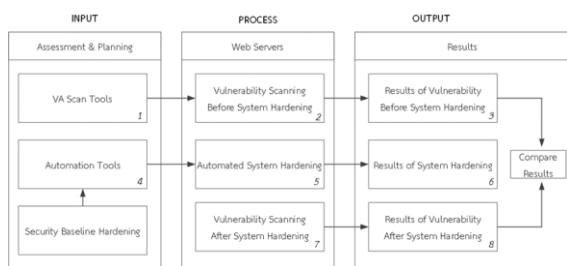 INPUT
PROCESS
OUTPUT
Assessment & Planning
Web Servers
Results
VA Scan Tools
1
Vulnerability Scanning
Before System Hardening
2
Results of Vulnerability
Before System Hardening
3
Automation Tools
4
Automated System Hardening
5
Results of System Hardening
6
Compare
Results
Security Baseline Hardening
Vulnerability Scanning
After System Hardening
7
Results of Vulnerability
After System Hardening
8